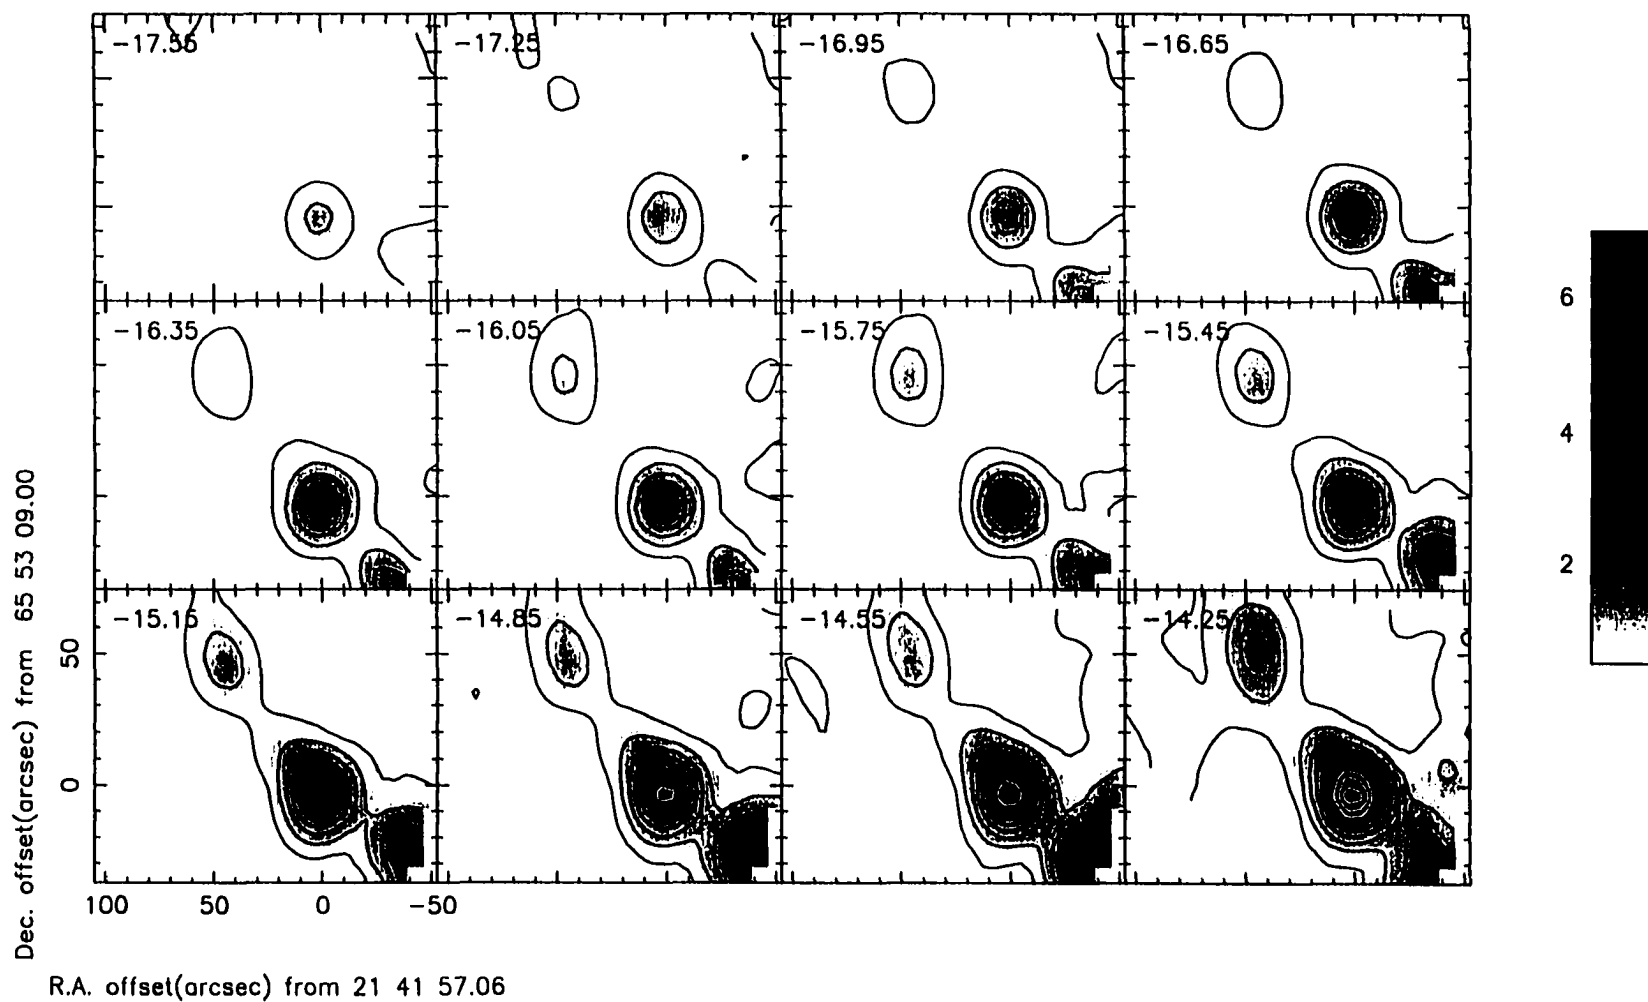 -17.55 -17.25 -16.95 -16.65
-16.35 -16.05 -15.75 -15.45
-15.15 -14.85 -14.55 -14.25
6
4
2
50
0
100 50 0 -50
Dec. offset(arcsec) from 65 53 09.00
R.A. offset(arcsec) from 21 41 57.06